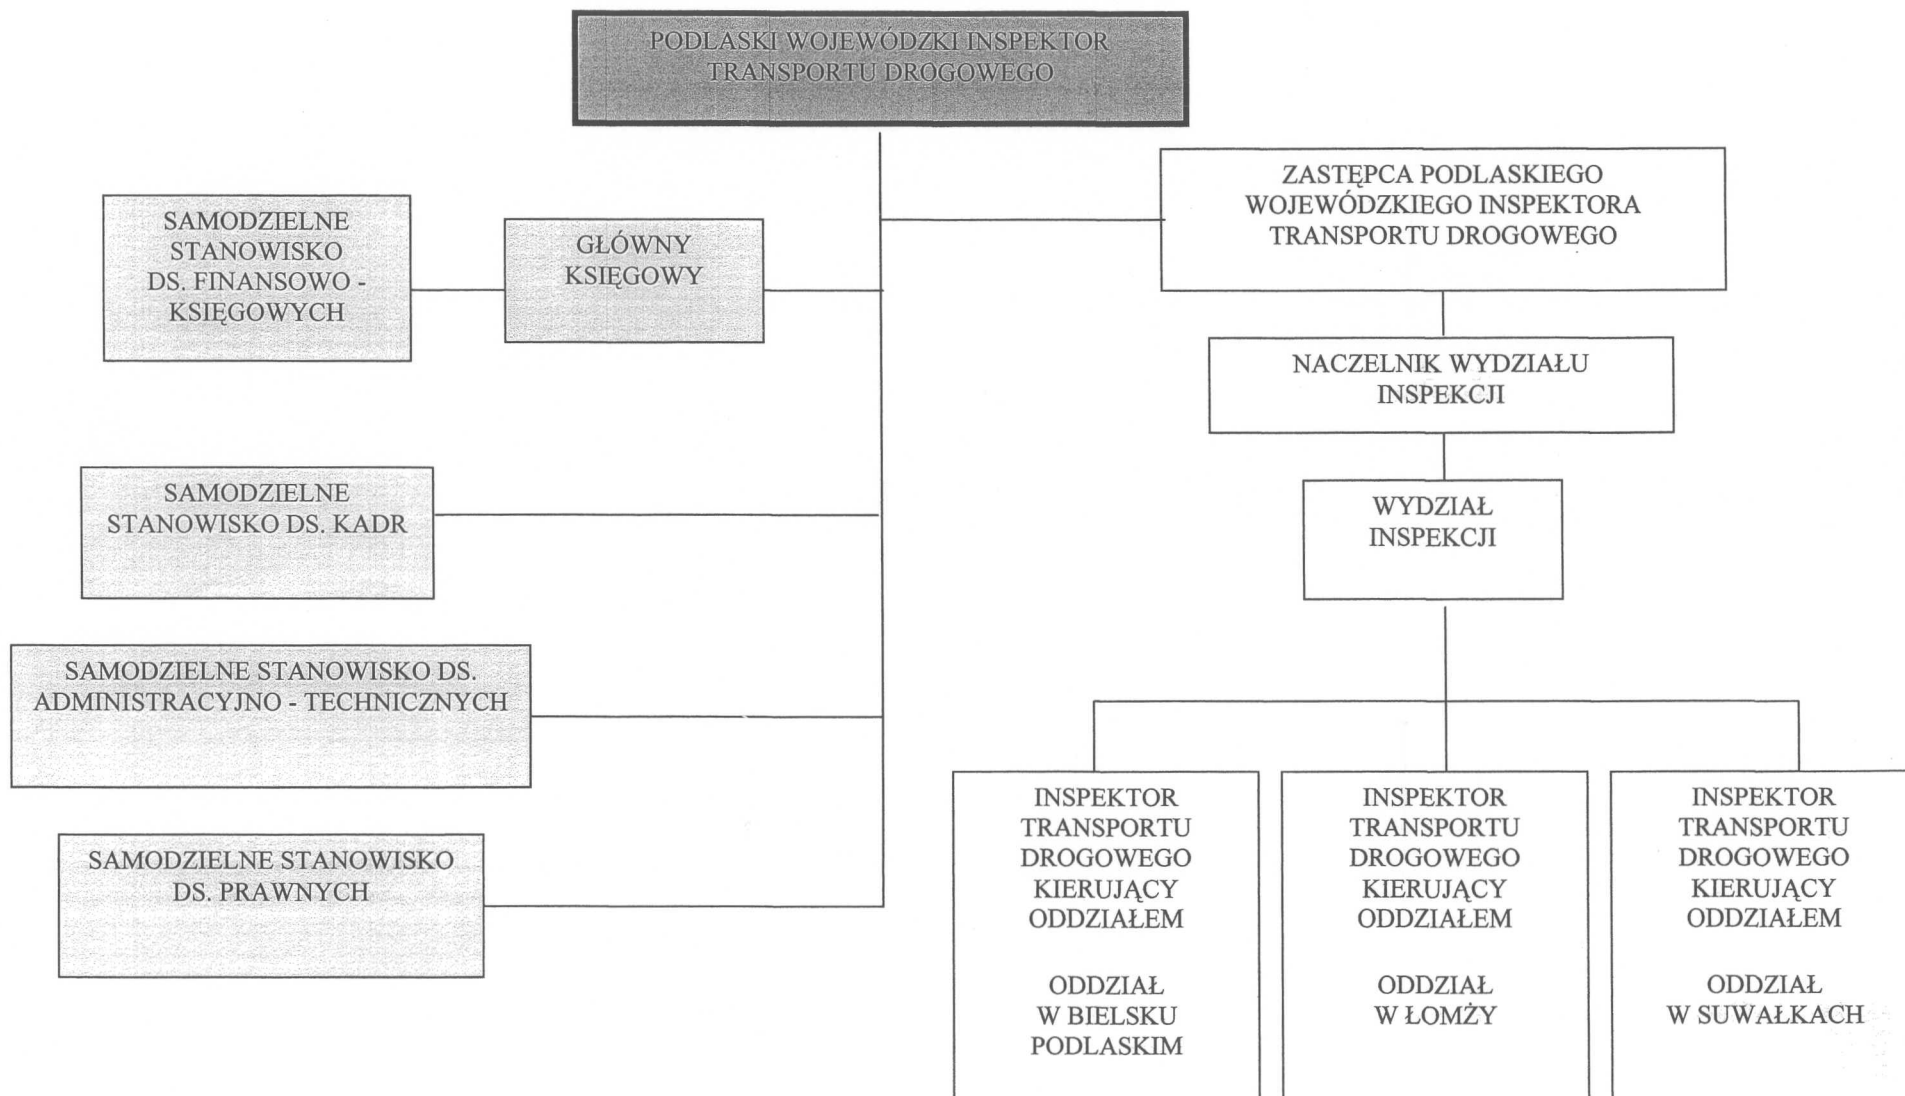 PODLASKI WOJEWÓDZKI INSPEKTOR
TRANSPORTU DROGOWEGO
ZASTĘPCA PODLASKIEGO
WOJEWÓDZKIEGO INSPEKTORA
TRANSPORTU DROGOWEGO
SAMODZIELNE
STANOWISKO
DS. FINANSOWO -
KSIĘGOWYCH
GŁÓWNY
KSIĘGOWY
NACZELNIK WYDZIAŁU
INSPEKCJI
SAMODZIELNE
STANOWISKO DS. KADR
WYDZIAŁ
INSPEKCJI
SAMODZIELNE STANOWISKO DS.
ADMINISTRACYJNO - TECHNICZNYCH
SAMODZIELNE STANOWISKO
DS. PRAWNYCH
INSPEKTOR
TRANSPORTU
DROGOWEGO
KIERUJĄCY
ODDZIAŁEM
ODDZIAŁ
W BIELSKU
PODLASKIM
INSPEKTOR
TRANSPORTU
DROGOWEGO
KIERUJĄCY
ODDZIAŁEM
ODDZIAŁ
W ŁOMŻY
INSPEKTOR
TRANSPORTU
DROGOWEGO
KIERUJĄCY
ODDZIAŁEM
ODDZIAŁ
W SUWAŁKACH